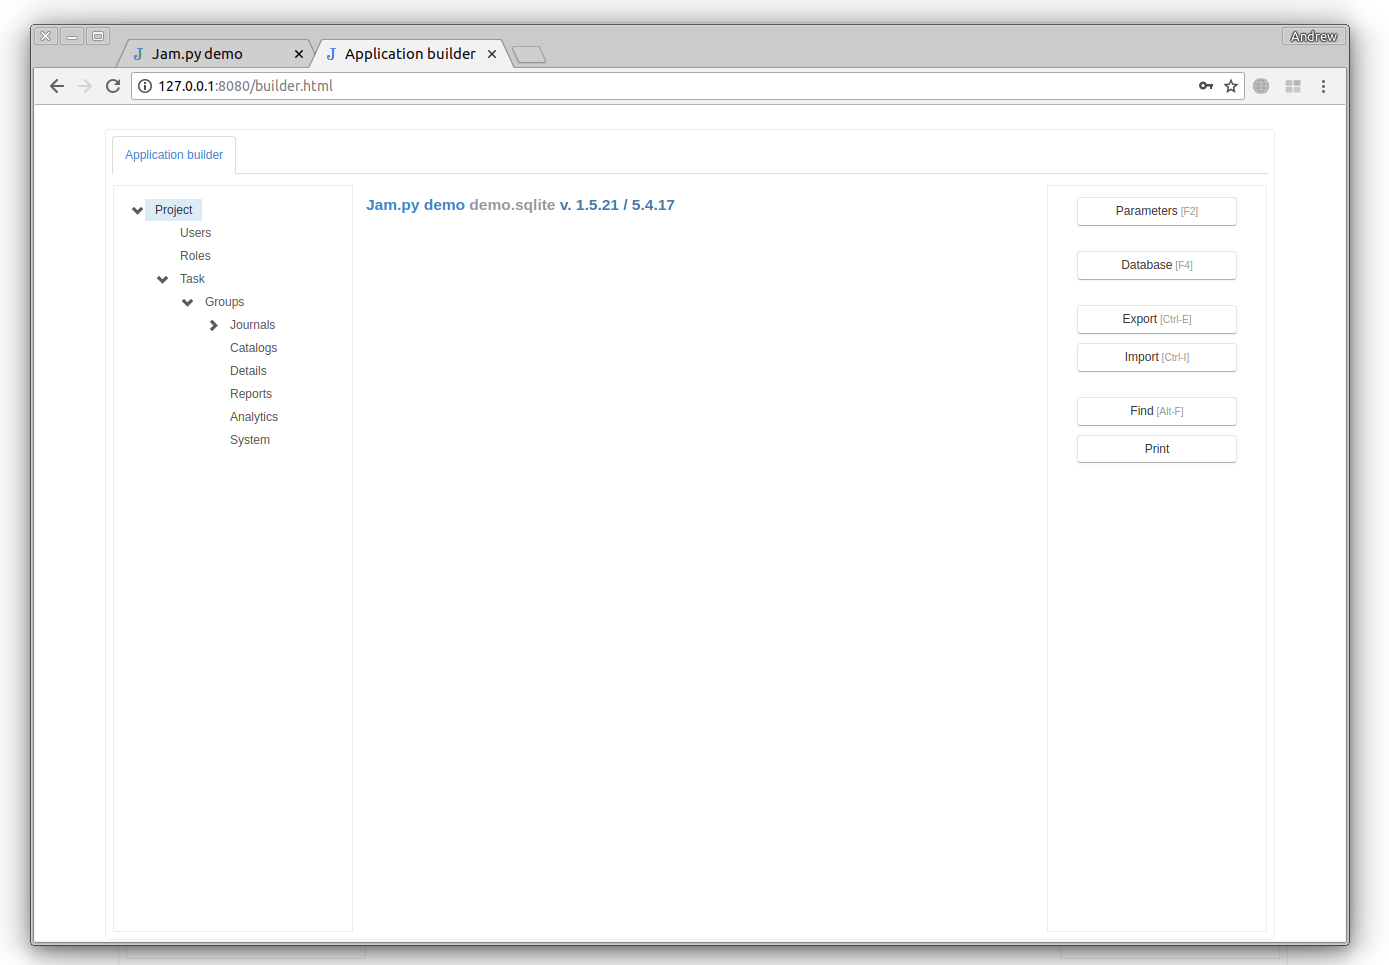 Andrew
Jam.py demo
Application builder
127.0.0.1:8080/builder.html
Application builder
Project
Users
Roles
Task
Groups
Journals
Catalogs
Details
Reports
Analytics
System
Jam.py demo demo.sqlite v. 1.5.21 / 5.4.17
Parameters [F2]
Database [F4]
Export [Ctrl-E]
Import [Ctrl-I]
Find [Alt-F]
Print